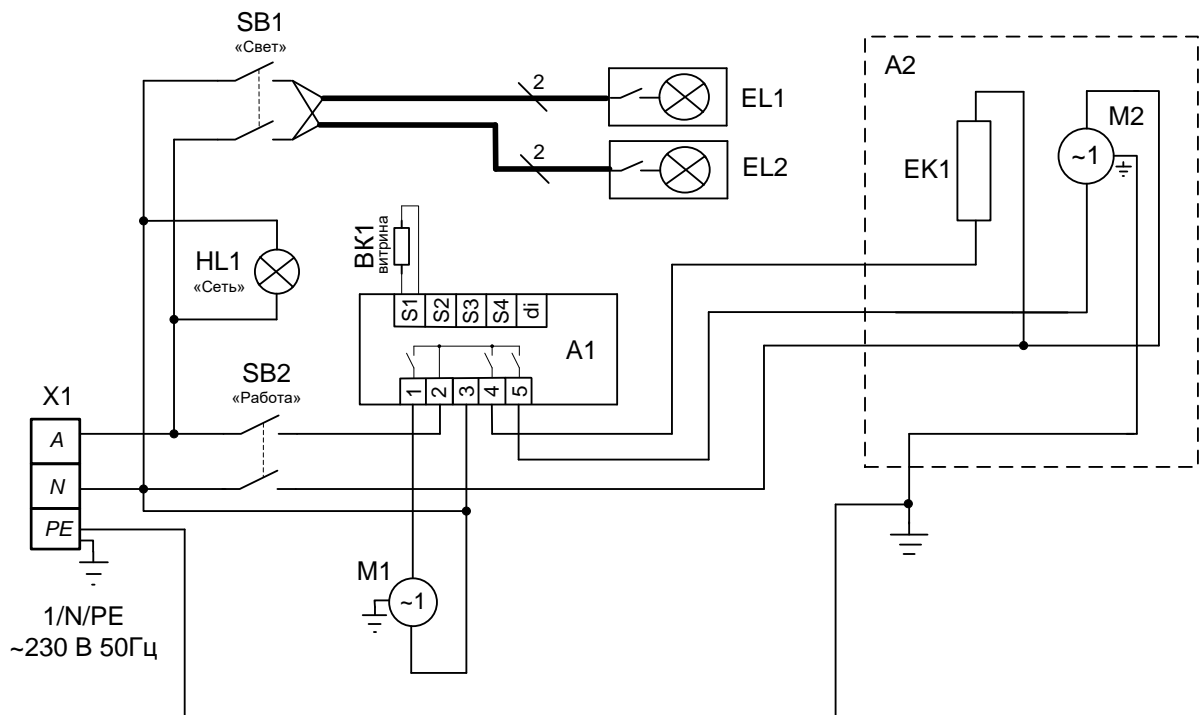 SB1
«Свет»
2
EL1
2
EL2
A2
M2
~1
EK1
HL1
«Сеть»
BK1
витрина
S1 S2 S3 S4 di
A1
1 2 3 4 5
SB2
«Работа»
X1
A
N
PE
1/N/PE
~230 В 50Гц
M1
~1